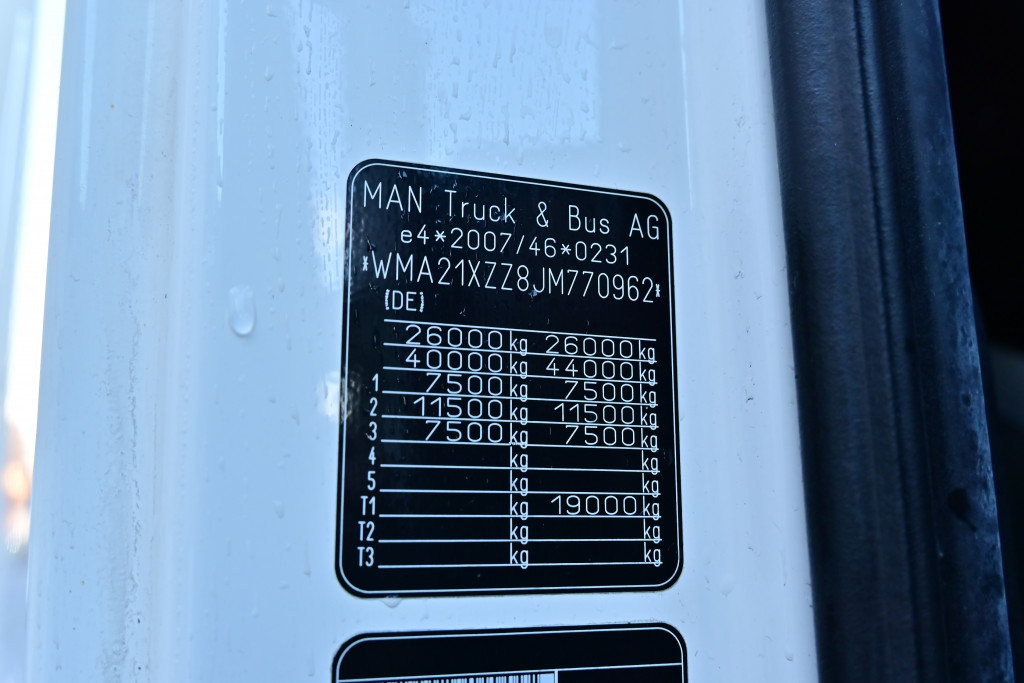 MAN Truck & Bus AG
e4*2007/46*0231
*WMA21XZZ8JM770962*
(DE)
26000 kg 26000 kg
40000 kg 44000 kg
1 7500 kg 7500 kg
2 11500 kg 11500 kg
3 7500 kg 7500 kg
4 kg kg
5 kg kg
T1 kg 19000 kg
T2 kg kg
T3 kg kg